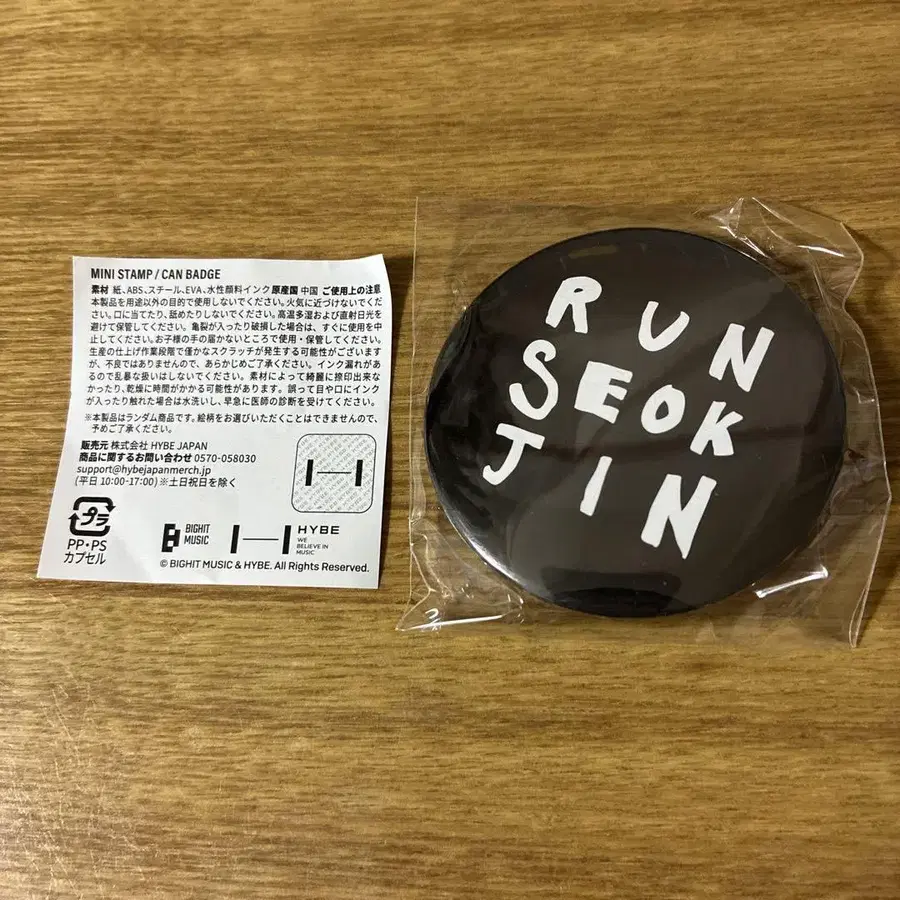 MINI STAMP / CAN BADGE
素材 紙、ABS、スチール、EVA、水性顔料インク 原産国 中国 ご使用上の注意
本製品を用途以外の目的で使用しないでください。火気に近づけないでくだ
さい。口に当てたり、舐めたりしないでください。高温多湿および直射日光を
避けて保管してください。亀裂が入ったり破損した場合は、すぐに使用を中
止してください。お子様の手の届かないところで使用・保管してください。
生産の仕上げ作業段階で僅かなスクラッチが発生する可能性がございます
が、不良ではありませんので、あらかじめご了承ください。インク漏れがあ
るので乱暴な扱いはしないでください。素材によって綺麗に捺印出来な
かったり、乾燥に時間がかかる可能性があります。誤って目や口にインク
が入ったり触れた場合は水洗いし、早急に医師の診断を受けてください。
※本製品はランダム商品です。絵柄をお選びいただくことはできませんので、
予めご了承ください。
販売元 株式会社 HYBE JAPAN
商品に関するお問い合わせ 0570-058030
support@hybejapanmerch.jp
(平日 10:00-17:00) ※土日祝日を除く
プラ
PP・PS
カプセル
BIGHIT
MUSIC
HYBE
WE
BELIEVE IN
MUSIC
© BIGHIT MUSIC & HYBE. All Rights Reserved.
RUN
SEOK
JIN